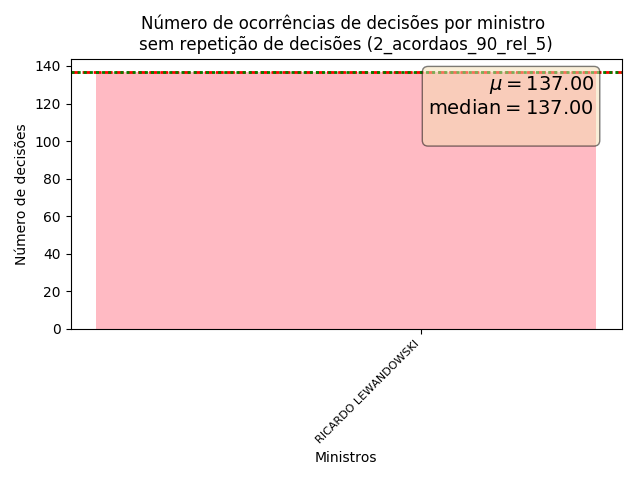 Número de ocorrências de decisões por ministro
sem repetição de decisões (2_acordaos_90_rel_5)
140
120
100
80
60
40
20
0
Número de decisões
μ = 137.00
median = 137.00
RICARDO LEWANDOWSKI
Ministros